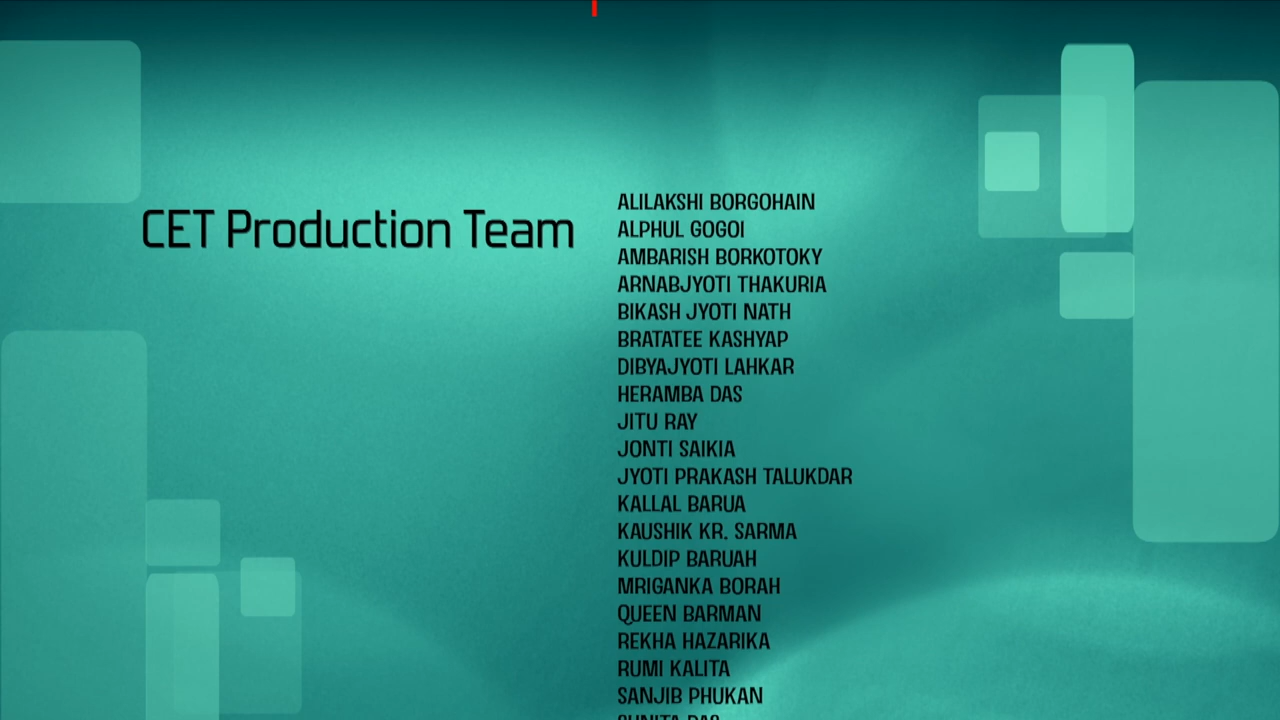 CET Production Team
ALILAKSHI BORGOHAIN
ALPHUL GOGOI
AMBARISH BORKOTOKY
ARNABJYOTI THAKURIA
BIKASH JYOTI NATH
BRATATEE KASHYAP
DIBYAJYOTI LAHKAR
HERAMBA DAS
JITU RAY
JONTI SAIKIA
JYOTI PRAKASH TALUKDAR
KALLAL BARUA
KAUSHIK KR. SARMA
KULDIP BARUAH
MRIGANKA BORAH
QUEEN BARMAN
REKHA HAZARIKA
RUMI KALITA
SANJIB PHUKAN